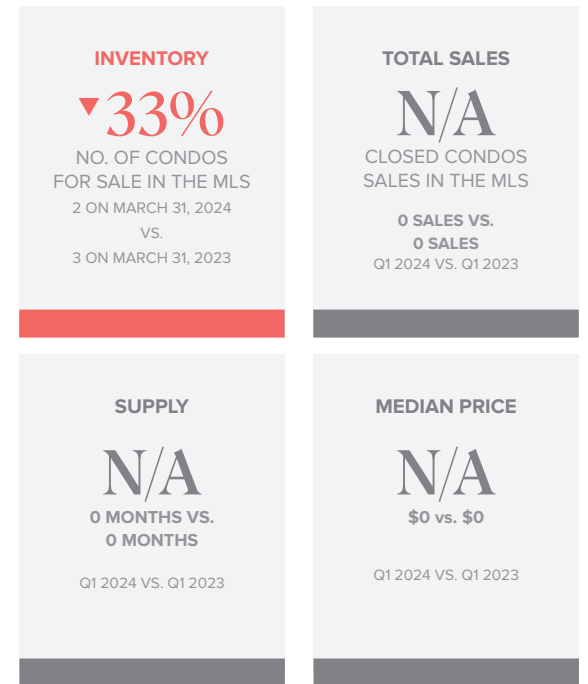 INVENTORY
▼33%
NO. OF CONDOS
FOR SALE IN THE MLS
2 ON MARCH 31, 2024
VS.
3 ON MARCH 31, 2023
TOTAL SALES
N/A
CLOSED CONDOS
SALES IN THE MLS
0 SALES VS.
0 SALES
Q1 2024 VS. Q1 2023
SUPPLY
N/A
0 MONTHS VS.
0 MONTHS
Q1 2024 VS. Q1 2023
MEDIAN PRICE
N/A
$0 vs. $0
Q1 2024 VS. Q1 2023